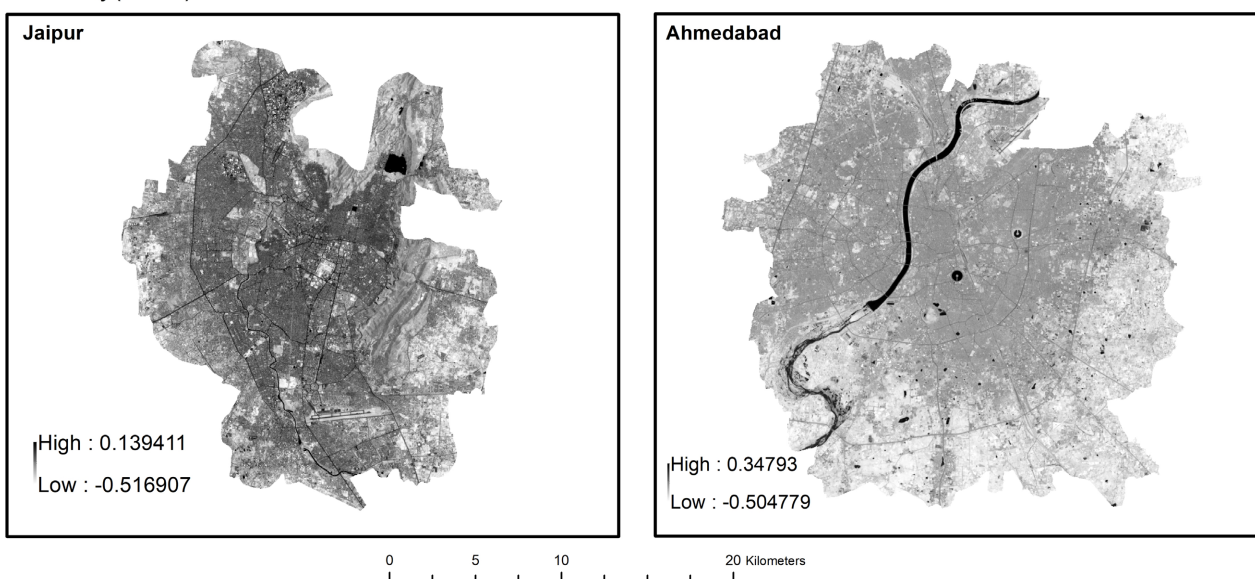 Jaipur
Ahmedabad
High : 0.139411
Low : -0.516907
High : 0.34793
Low : -0.504779
0 5 10 20 Kilometers